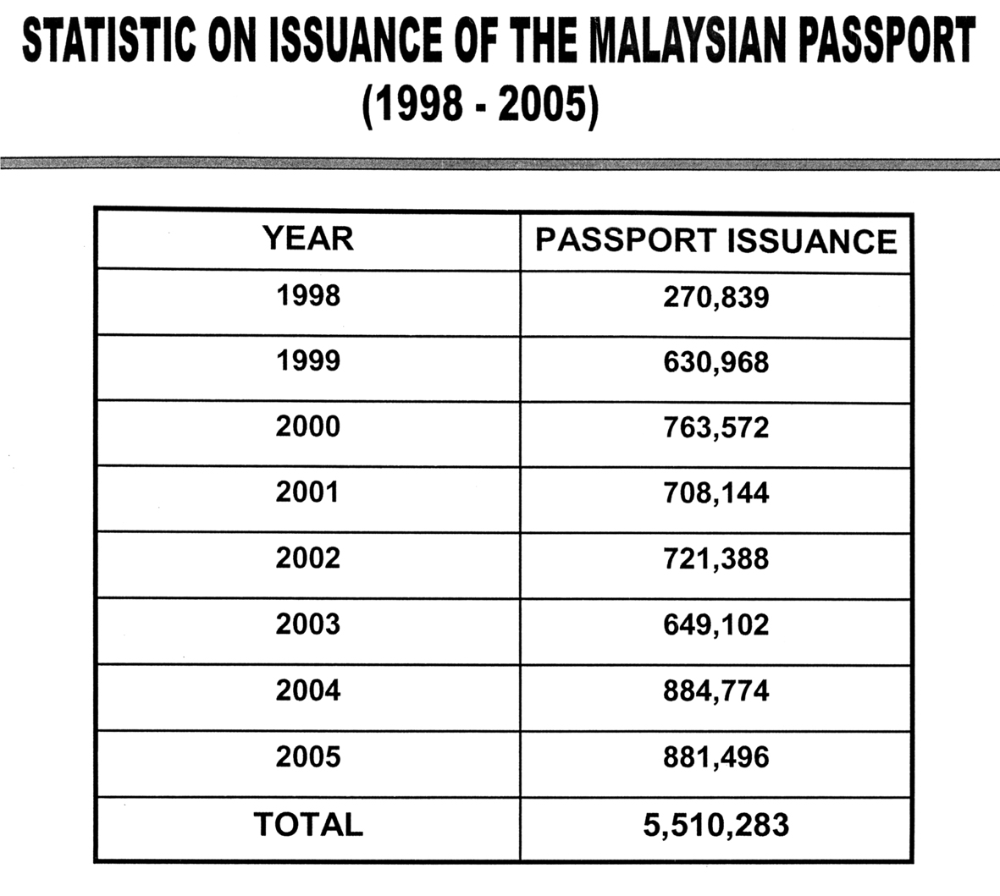 STATISTIC ON ISSUANCE OF THE MALAYSIAN PASSPORT
(1998 - 2005)
YEAR PASSPORT ISSUANCE
1998 270,839
1999 630,968
2000 763,572
2001 708,144
2002 721,388
2003 649,102
2004 884,774
2005 881,496
TOTAL 5,510,283